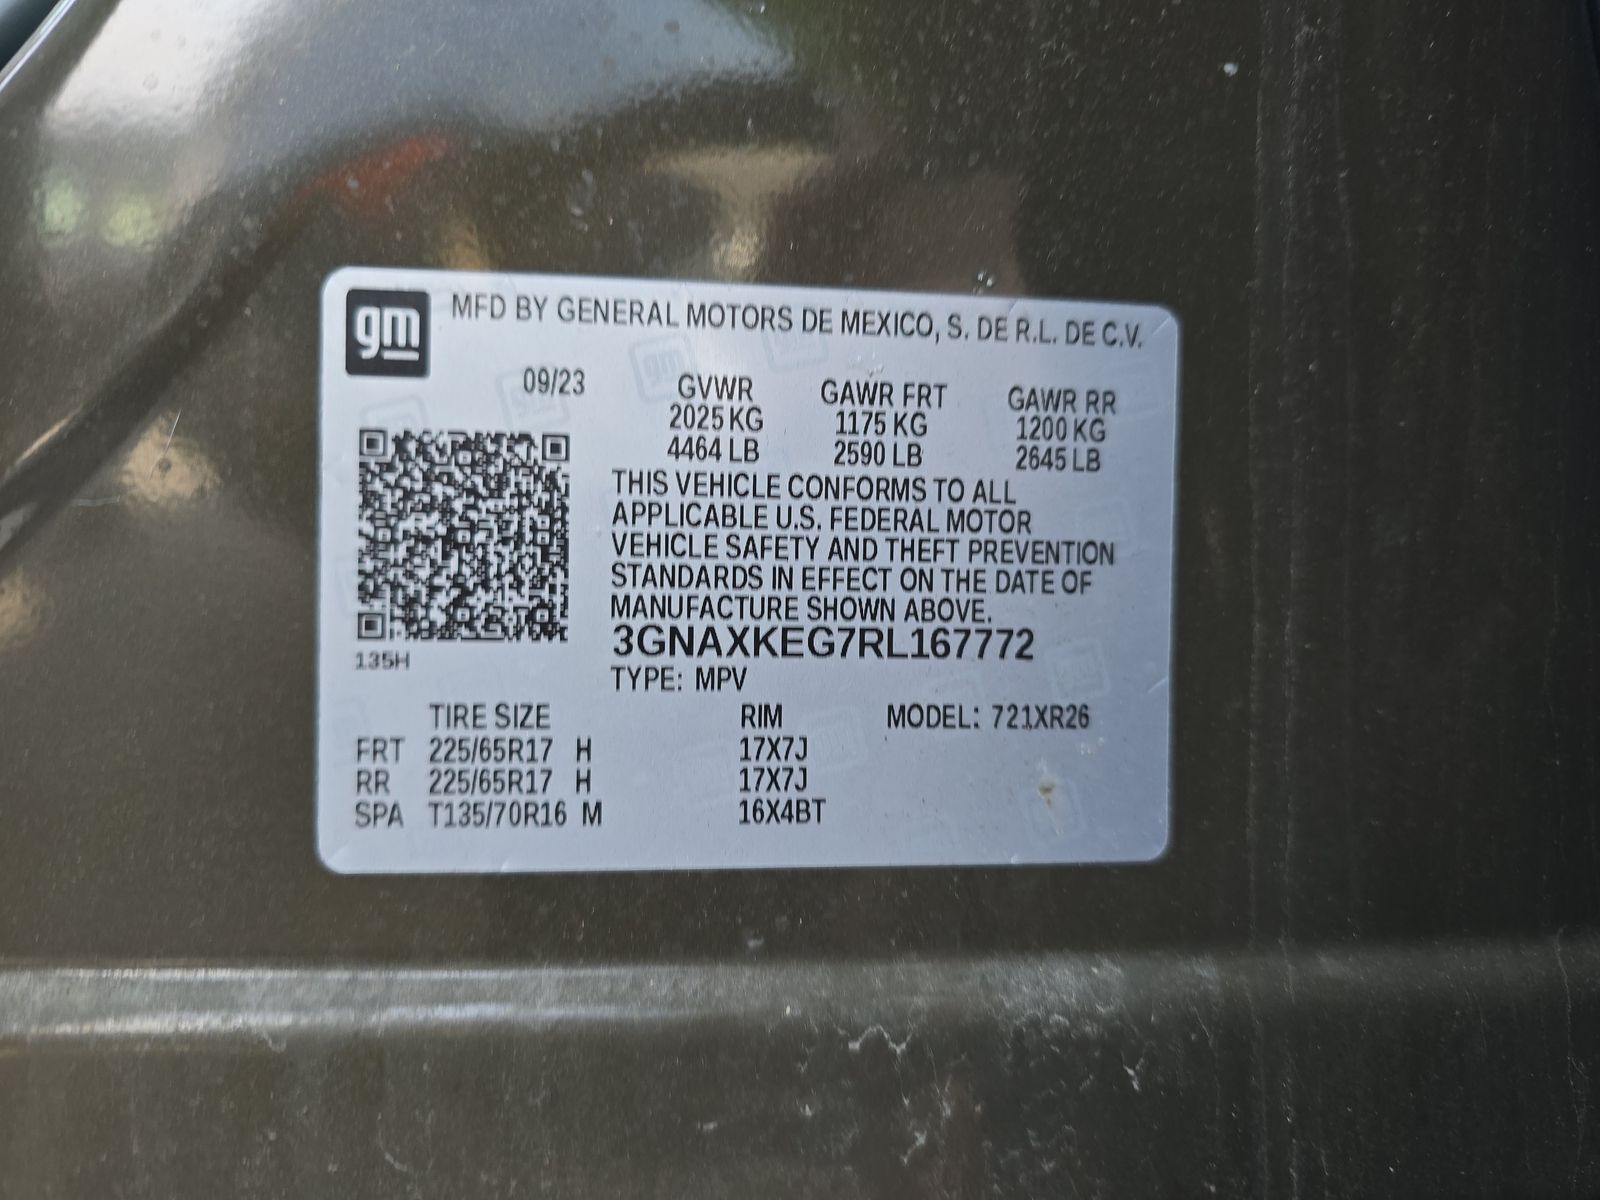 gm
MFD BY GENERAL MOTORS DE MEXICO, S. DE R.L. DE C.V.
09/23
GVWR GAWR FRT GAWR RR
2025 KG 1175 KG 1200 KG
4464 LB 2590 LB 2645 LB
THIS VEHICLE CONFORMS TO ALL
APPLICABLE U.S. FEDERAL MOTOR
VEHICLE SAFETY AND THEFT PREVENTION
STANDARDS IN EFFECT ON THE DATE OF
MANUFACTURE SHOWN ABOVE.
3GNAXKEG7RL167772
135H
TYPE: MPV
TIRE SIZE RIM MODEL: 721XR26
FRT 225/65R17 H 17X7J
RR 225/65R17 H 17X7J
SPA T135/70R16 M 16X4BT